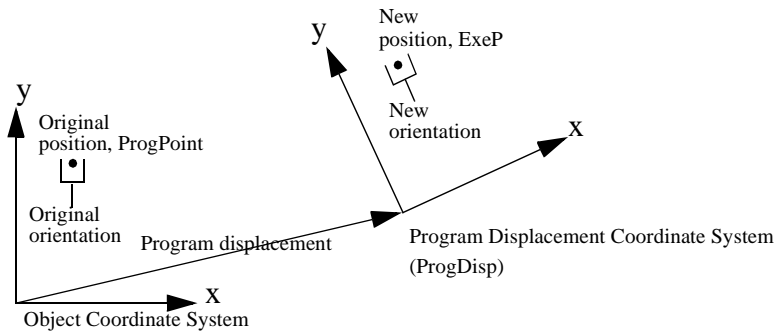 New
position, ExeP
y
New
orientation
x
y
Original
position, ProgPoint
Original
orientation
Program displacement
Program Displacement Coordinate System
(ProgDisp)
x
Object Coordinate System